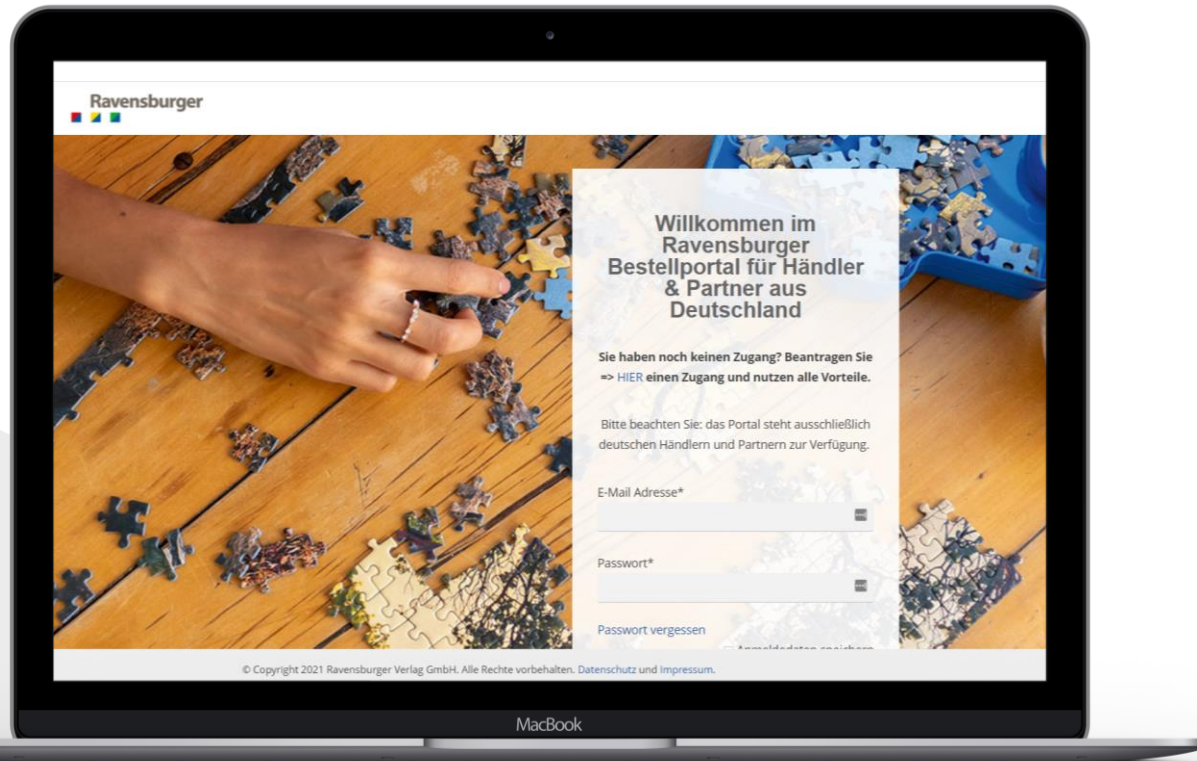 Ravensburger
Willkommen im
Ravensburger
Bestellportal für Händler
& Partner aus
Deutschland
Sie haben noch keinen Zugang? Beantragen Sie
=> HIER einen Zugang und nutzen alle Vorteile.
Bitte beachten Sie: das Portal steht ausschließlich
deutschen Händlern und Partnern zur Verfügung.
E-Mail Adresse*
Passwort*
Passwort vergessen
Anmeldedaten speichern
© Copyright 2021 Ravensburger Verlag GmbH. Alle Rechte vorbehalten. Datenschutz und Impressum.
MacBook